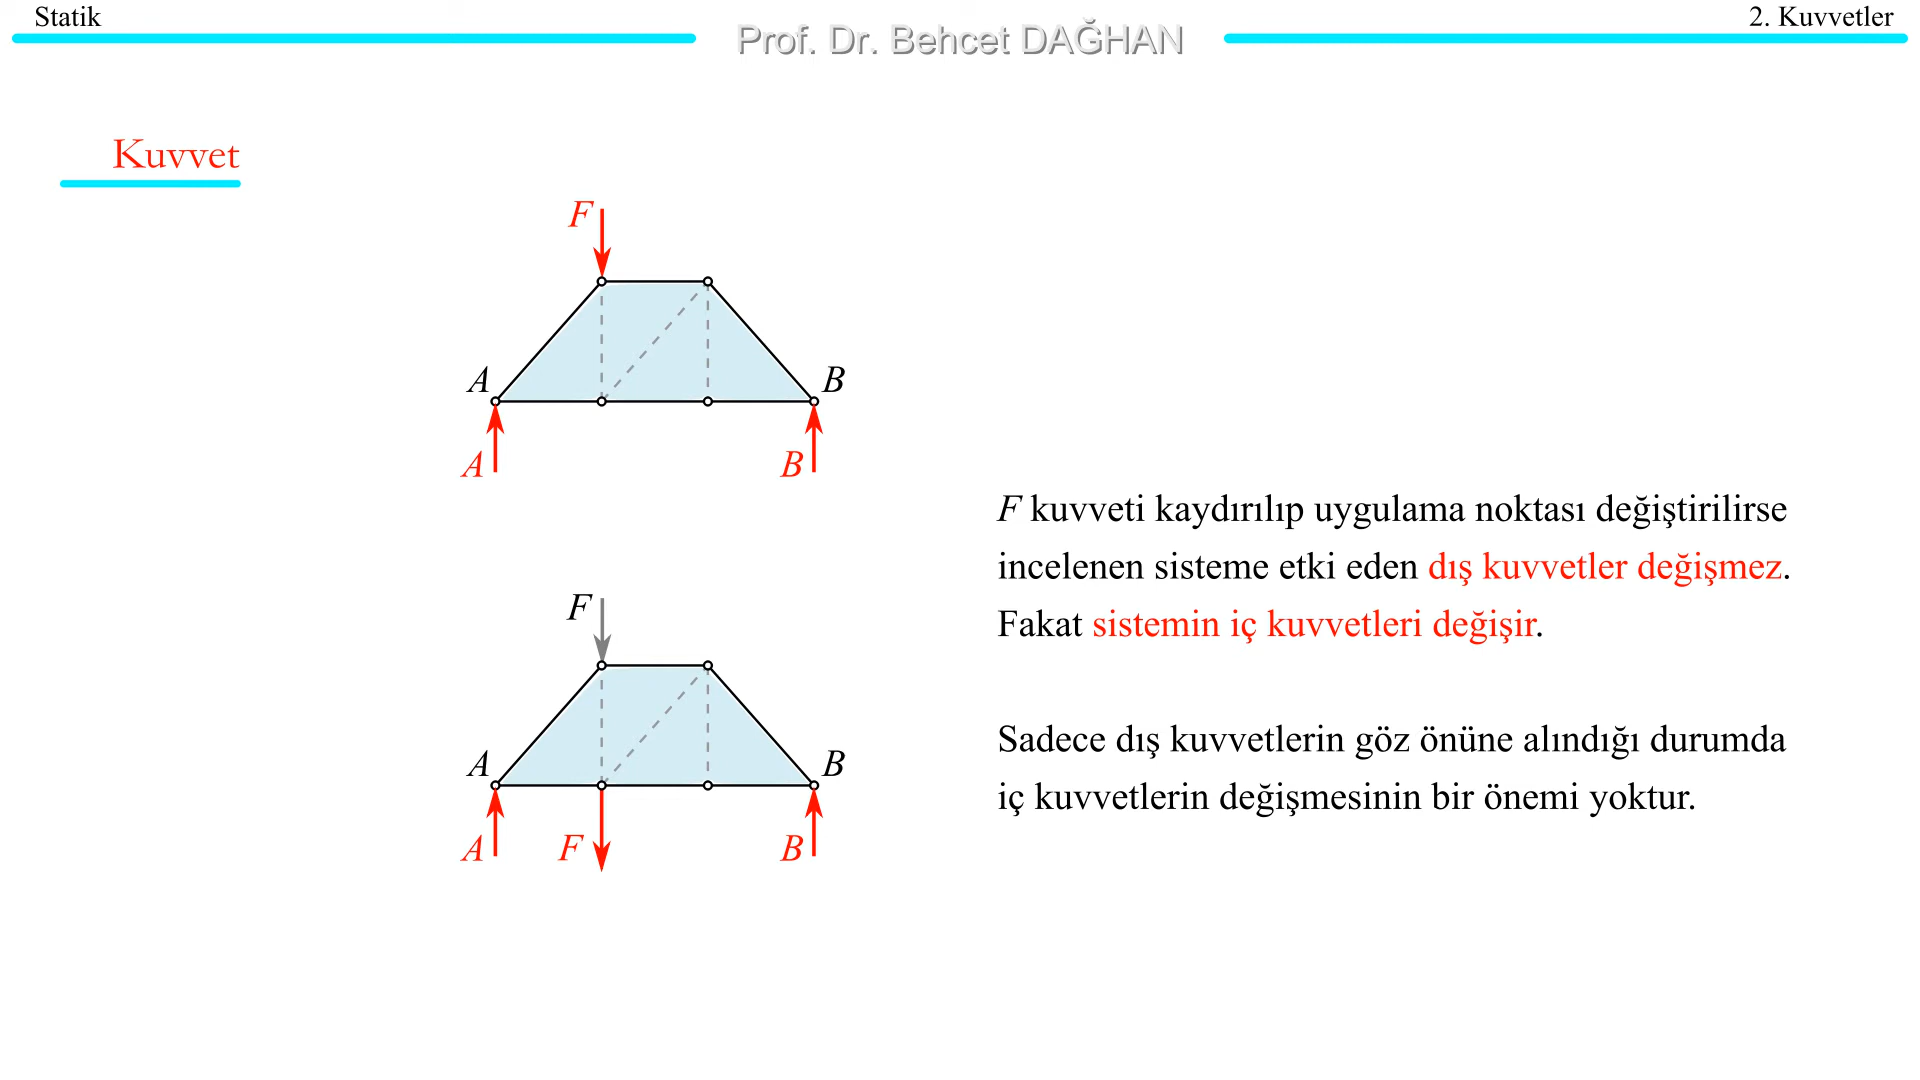 Statik
2. Kuvvetler
Prof. Dr. Behcet DAĞHAN
Kuvvet
F
A
B
A
B
F kuvveti kaydırılıp uygulama noktası değiştirilirse
incelenen sisteme etki eden dış kuvvetler değişmez.
Fakat sistemin iç kuvvetleri değişir.
F
A
B
A
F
B
Sadece dış kuvvetlerin göz önüne alındığı durumda
iç kuvvetlerin değişmesinin bir önemi yoktur.